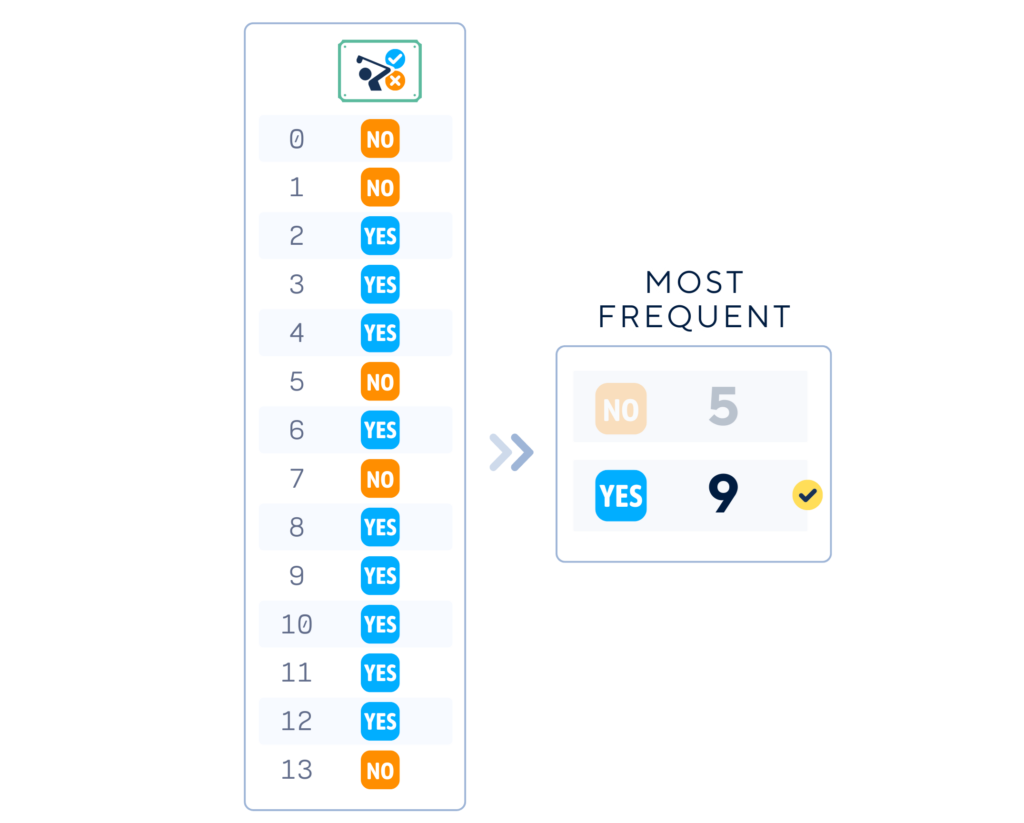 0 NO
1 NO
2 YES
3 YES
4 YES
5 NO
6 YES
7 NO
8 YES
9 YES
10 YES
11 YES
12 YES
13 NO
MOST
FREQUENT
NO 5
YES 9